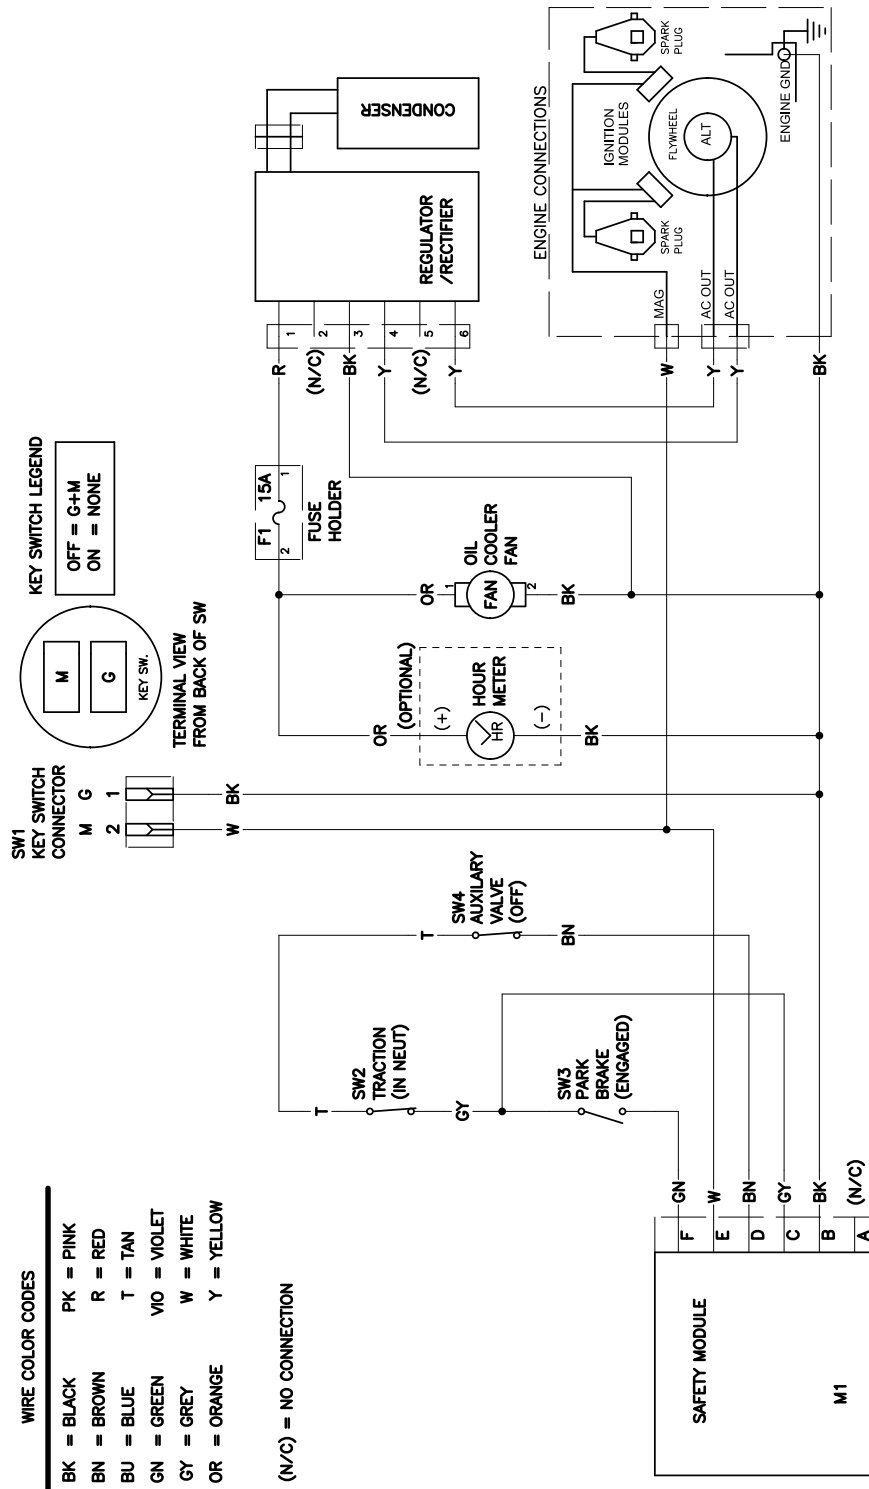 WIRE COLOR CODES
BK = BLACK PK = PINK
BN = BROWN R = RED
BU = BLUE T = TAN
GN = GREEN VIO = VIOLET
GY = GREY W = WHITE
OR = ORANGE Y = YELLOW
(N/C) = NO CONNECTION
SW1
KEY SWITCH
CONNECTOR
M G
2 1
W
BK
M
G
KEY SW.
TERMINAL VIEW
FROM BACK OF SW
KEY SWITCH LEGEND
OFF = G+M
ON = NONE
CONDENSER
REGULATOR
/RECTIFIER
1
2
3
4
5
6
R
(N/C)
BK
Y
(N/C)
Y
F1 15A
2 1
FUSE
HOLDER
OR
1
FAN
2
OIL
COOLER
FAN
BK
OR
(OPTIONAL)
(+)
HR
HOUR
METER
(-)
BK
T
SW2
TRACTION
(IN NEUT)
GY
SW3
PARK
BRAKE
(ENGAGED)
T
SW4
AUXILARY
VALVE
(OFF)
BN
ENGINE CONNECTIONS
SPARK
PLUG
SPARK
PLUG
IGNITION
MODULES
FLYWHEEL
ALT
ENGINE GND
MAG
AC OUT
AC OUT
W
Y
Y
BK
GN
W
BN
GY
BK
(N/C)
F
E
D
C
B
A
SAFETY MODULE
M1